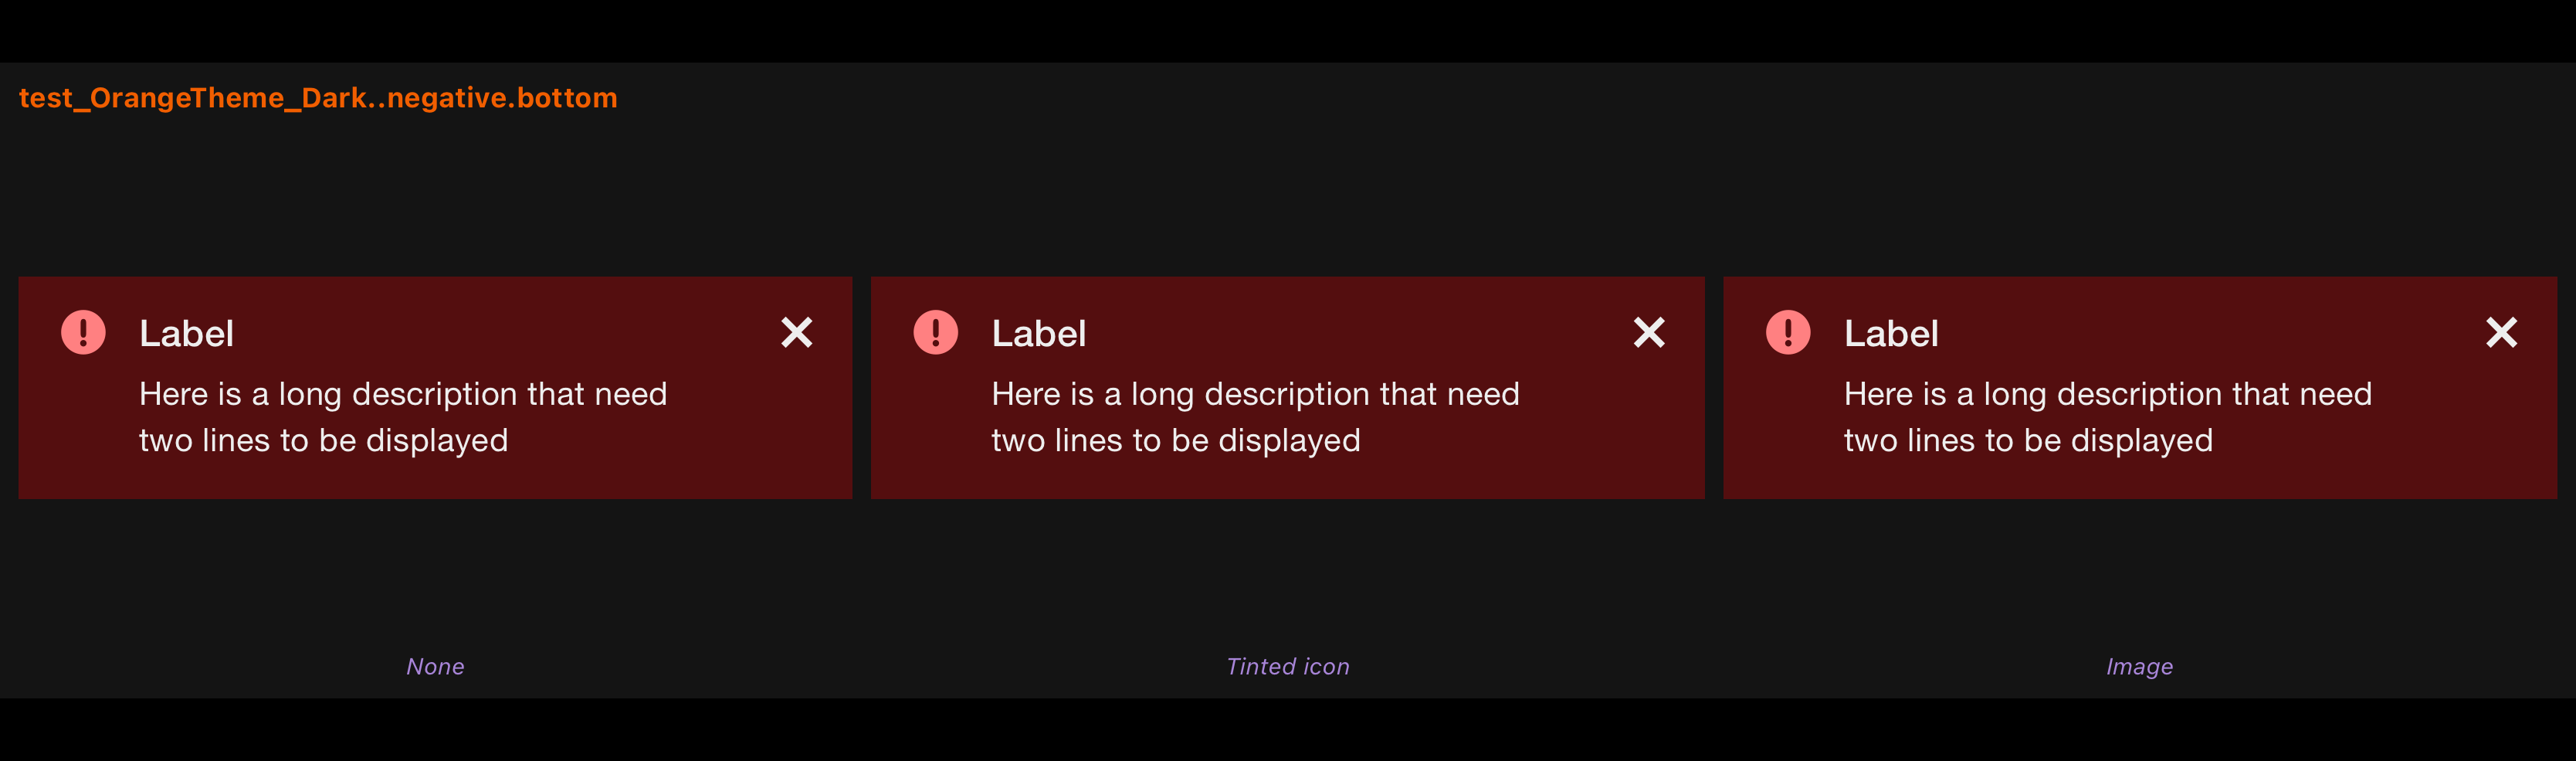 test_OrangeTheme_Dark..negative.bottom
Label
Here is a long description that need
two lines to be displayed
Label
Here is a long description that need
two lines to be displayed
Label
Here is a long description that need
two lines to be displayed
None
Tinted icon
Image